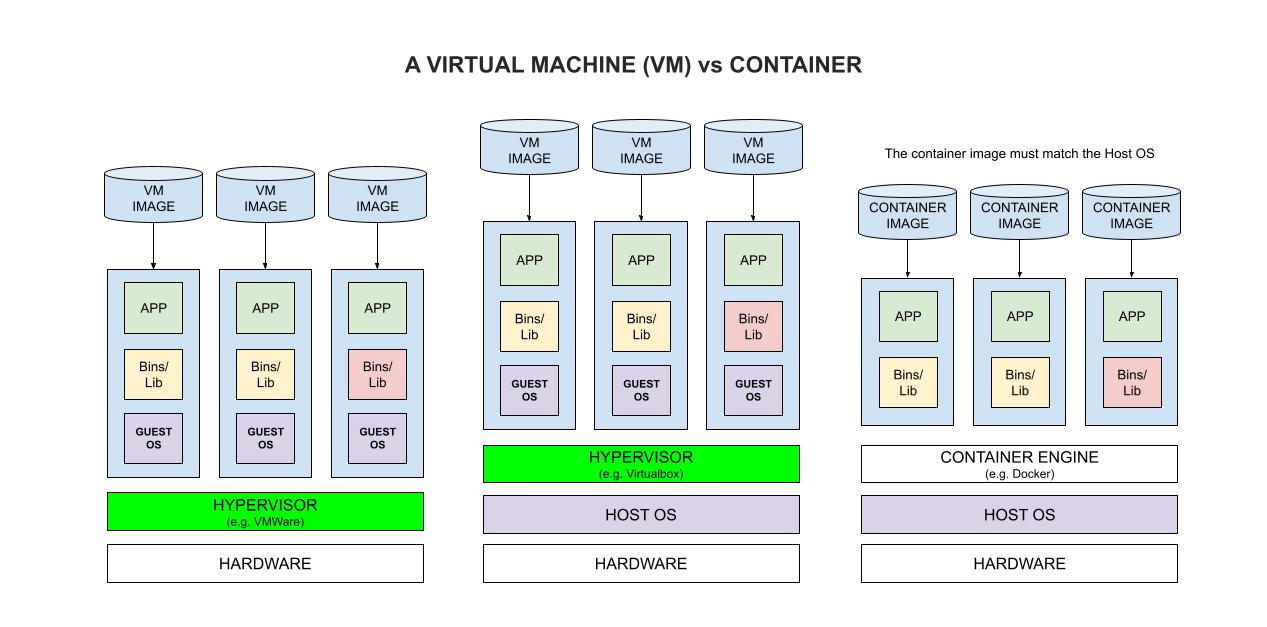 A VIRTUAL MACHINE (VM) vs CONTAINER
VM
IMAGE
VM
IMAGE
VM
IMAGE
APP
APP
APP
Bins/
Lib
Bins/
Lib
Bins/
Lib
GUEST
OS
GUEST
OS
GUEST
OS
HYPERVISOR
(e.g. VMWare)
HARDWARE
VM
IMAGE
VM
IMAGE
VM
IMAGE
APP
APP
APP
Bins/
Lib
Bins/
Lib
Bins/
Lib
GUEST
OS
GUEST
OS
GUEST
OS
HYPERVISOR
(e.g. Virtualbox)
HOST OS
HARDWARE
The container image must match the Host OS
CONTAINER
IMAGE
CONTAINER
IMAGE
CONTAINER
IMAGE
APP
APP
APP
Bins/
Lib
Bins/
Lib
Bins/
Lib
CONTAINER ENGINE
(e.g. Docker)
HOST OS
HARDWARE